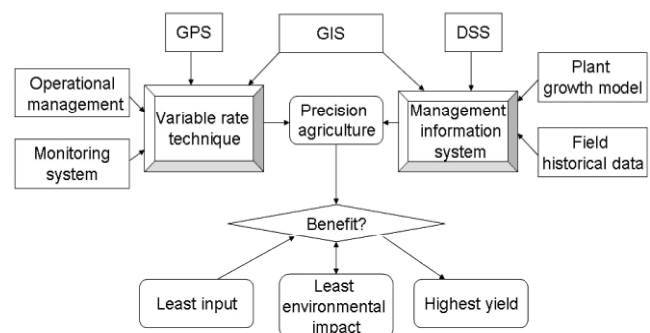 GPS
GIS
DSS
Operational
management
Monitoring
system
Variable rate
technique
Precision
agriculture
Management
information
system
Plant
growth model
Field
historical data
Benefit?
Least input
Least
environmental
impact
Highest yield